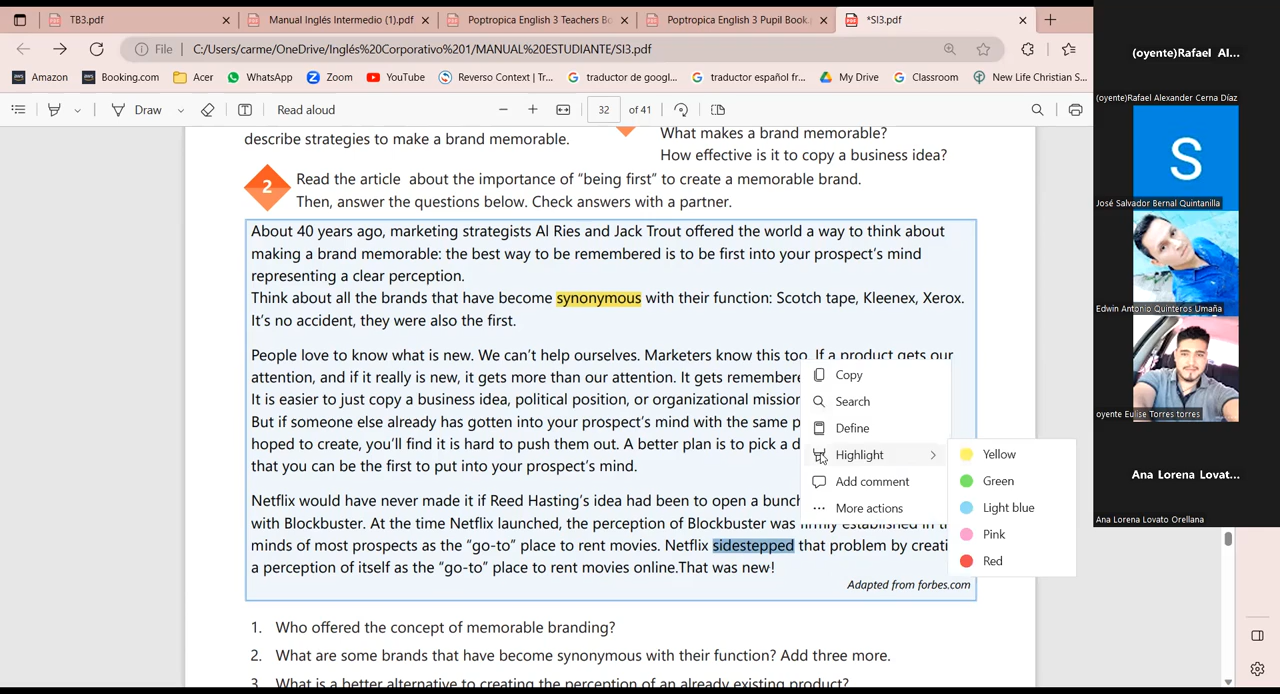 TB3.pdf
Manual Inglés Intermedio (1).pdf
Poptropica English 3 Teachers Bo
Poptropica English 3 Pupil Book.
*SI3.pdf
File
C:/Users/carme/OneDrive/Inglés%20Corporativo%201/MANUAL%20ESTUDIANTE/SI3.pdf
Amazon
Booking.com
Acer
WhatsApp
Zoom
YouTube
Reverso Context | Tr...
traductor de googl...
traductor español fr...
My Drive
Classroom
New Life Christian S...
Draw
Read aloud
32
of 41
describe strategies to make a brand memorable.
What makes a brand memorable?
How effective is it to copy a business idea?
2
Read the article about the importance of "being first" to create a memorable brand.
Then, answer the questions below. Check answers with a partner.
About 40 years ago, marketing strategists Al Ries and Jack Trout offered the world a way to think about
making a brand memorable: the best way to be remembered is to be first into your prospect's mind
representing a clear perception.
Think about all the brands that have become synonymous with their function: Scotch tape, Kleenex, Xerox.
It's no accident, they were also the first.
People love to know what is new. We can't help ourselves. Marketers know this too. If a product gets our
attention, and if it really is new, it gets more than our attention. It gets remembere
It is easier to just copy a business idea, political position, or organizational mission
But if someone else already has gotten into your prospect's mind with the same p
hoped to create, you'll find it is hard to push them out. A better plan is to pick a d
that you can be the first to put into your prospect's mind.
Netflix would have never made it if Reed Hasting's idea had been to open a bunch
with Blockbuster. At the time Netflix launched, the perception of Blockbuster was firmly established in t
minds of most prospects as the "go-to" place to rent movies. Netflix sidestepped that problem by creati
a perception of itself as the "go-to" place to rent movies online.That was new!
Adapted from forbes.com
1. Who offered the concept of memorable branding?
2. What are some brands that have become synonymous with their function? Add three more.
3. What is a better alternative to creating the perception of an already existing product?
Copy
Search
Define
Highlight
Add comment
More actions
Yellow
Green
Light blue
Pink
Red
(oyente)Rafael Al...
(oyente)Rafael Alexander Cerna Díaz
S
José Salvador Bernal Quintanilla
Edwin Antonio Quinteros Umaña
oyente Eulise Torres torres
Ana Lorena Lovat...
Ana Lorena Lovato Orellana